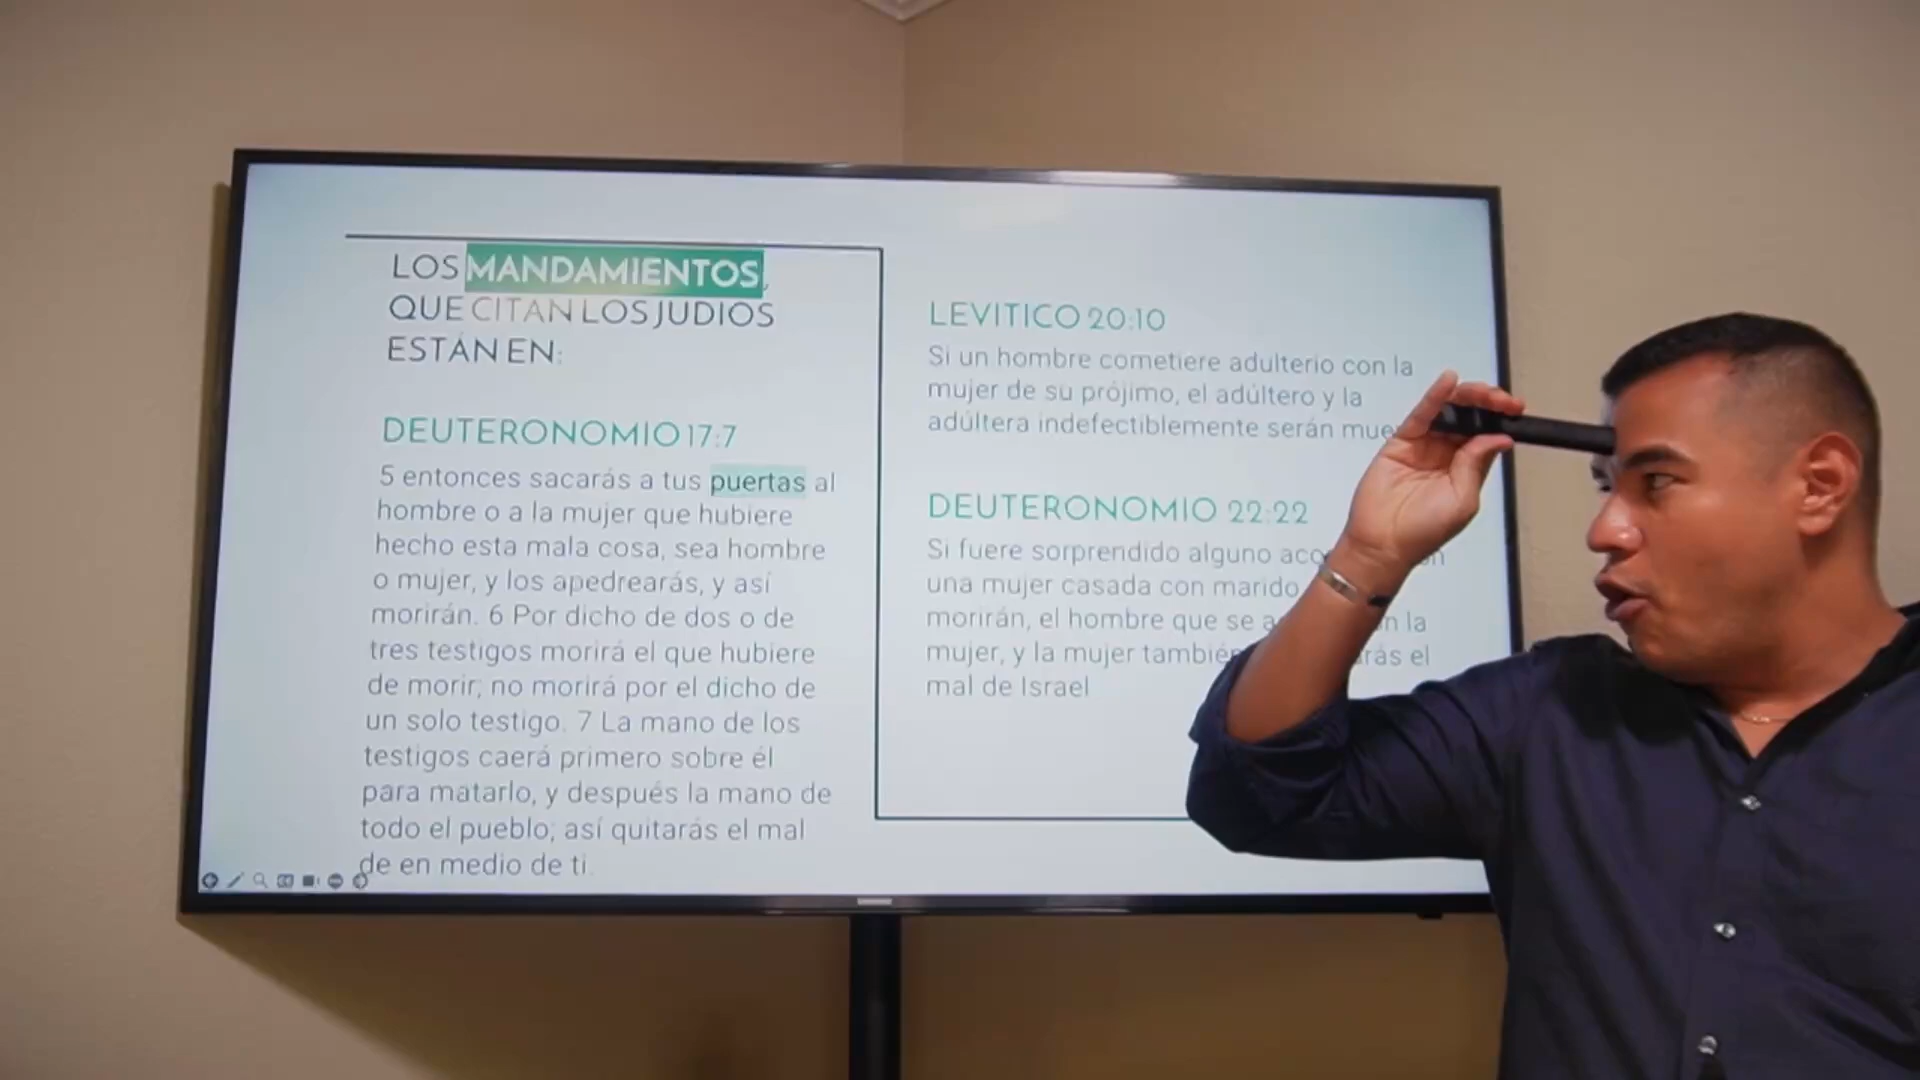 LOS MANDAMIENTOS,
QUE CITAN LOS JUDIOS
ESTÁN EN:
DEUTERONOMIO 17:7
5 entonces sacarás a tus puertas al
hombre o a la mujer que hubiere
hecho esta mala cosa, sea hombre
o mujer, y los apedrearás, y así
morirán. 6 Por dicho de dos o de
tres testigos morirá el que hubiere
de morir; no morirá por el dicho de
un solo testigo. 7 La mano de los
testigos caerá primero sobre él
para matarlo, y después la mano de
todo el pueblo; así quitarás el mal
de en medio de ti.
LEVITICO 20:10
Si un hombre cometiere adulterio con la
mujer de su prójimo, el adúltero y la
adúltera indefectiblemente serán
DEUTERONOMIO 22:22
Si fuere sorprendido alguno
una mujer casada con marido
morirán, el hombre que se la
mujer, y la mujer el
mal de Israel